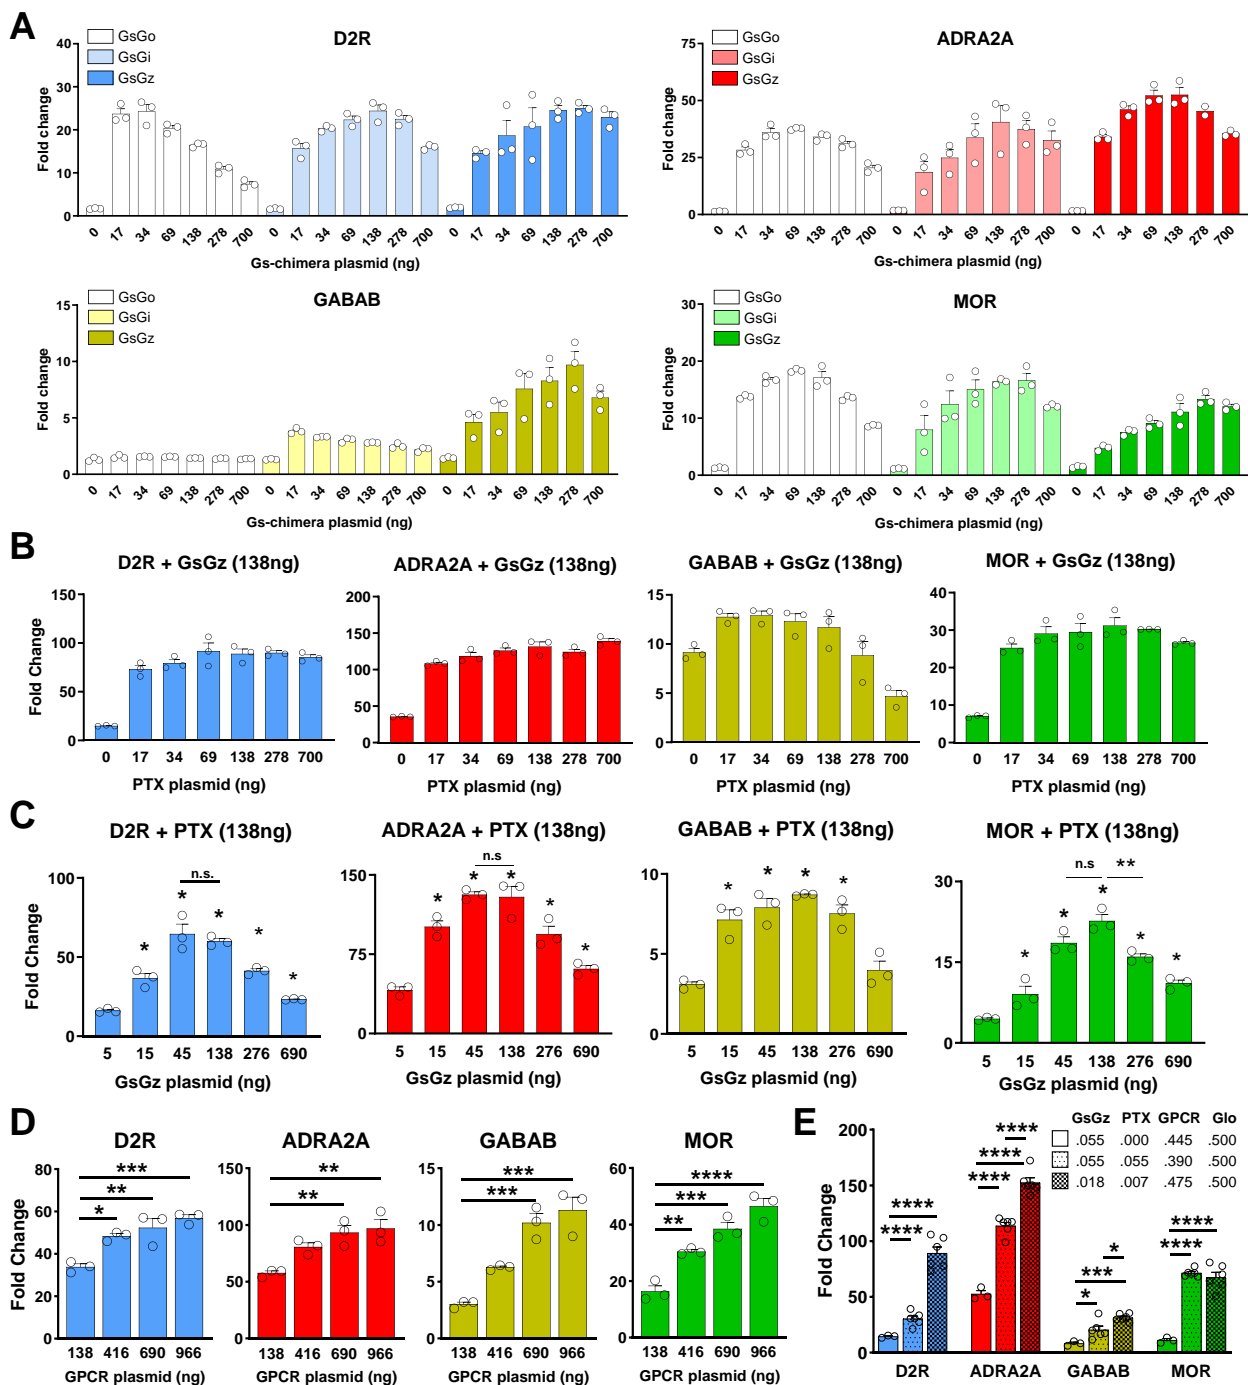 A
D2R
GsGo
GsGi
GsGz
Fold change
40
30
20
10
0
0 17 34 69 138 278 700 0 17 34 69 138 278 700 0 17 34 69 138 278 700
Gs-chimera plasmid (ng)
ADRA2A
GsGo
GsGi
GsGz
Fold change
75
50
25
0
0 17 34 69 138 278 700 0 17 34 69 138 278 700 0 17 34 69 138 278 700
Gs-chimera plasmid (ng)
GABAB
GsGo
GsGi
GsGz
Fold change
15
10
5
0
0 17 34 69 138 278 700 0 17 34 69 138 278 700 0 17 34 69 138 278 700
Gs-chimera plasmid (ng)
MOR
GsGo
GsGi
GsGz
Fold change
30
20
10
0
0 17 34 69 138 278 700 0 17 34 69 138 278 700 0 17 34 69 138 278 700
Gs-chimera plasmid (ng)
B
D2R + GsGz (138ng)
Fold Change
150
100
50
0
0 17 34 69 138 278 700
PTX plasmid (ng)
ADRA2A + GsGz (138ng)
200
150
100
50
0
0 17 34 69 138 278 700
PTX plasmid (ng)
GABAB + GsGz (138ng)
15
10
5
0
0 17 34 69 138 278 700
PTX plasmid (ng)
MOR + GsGz (138ng)
40
30
20
10
0
0 17 34 69 138 278 700
PTX plasmid (ng)
C
D2R + PTX (138ng)
n.s.
* * * * *
Fold Change
100
50
0
5 15 45 138 276 690
GsGz plasmid (ng)
ADRA2A + PTX (138ng)
n.s
* * * * *
150
75
0
5 15 45 138 276 690
GsGz plasmid (ng)
GABAB + PTX (138ng)
* * * *
10
5
0
5 15 45 138 276 690
GsGz plasmid (ng)
MOR + PTX (138ng)
n.s **
* * * * *
30
15
0
5 15 45 138 276 690
GsGz plasmid (ng)
D
D2R
***
**
*
Fold Change
80
60
40
20
0
138 416 690 966
GPCR plasmid (ng)
ADRA2A
**
**
150
100
50
0
138 416 690 966
GPCR plasmid (ng)
GABAB
***
***
15
10
5
0
138 416 690 966
GPCR plasmid (ng)
MOR
****
***
**
60
40
20
0
138 416 690 966
GPCR plasmid (ng)
E
GsGz PTX GPCR Glo
.055 .000 .445 .500
.055 .055 .390 .500
.018 .007 .475 .500
Fold Change
200
150
100
50
0
****
****
****
****
****
*
***
*
****
****
D2R ADRA2A GABAB MOR